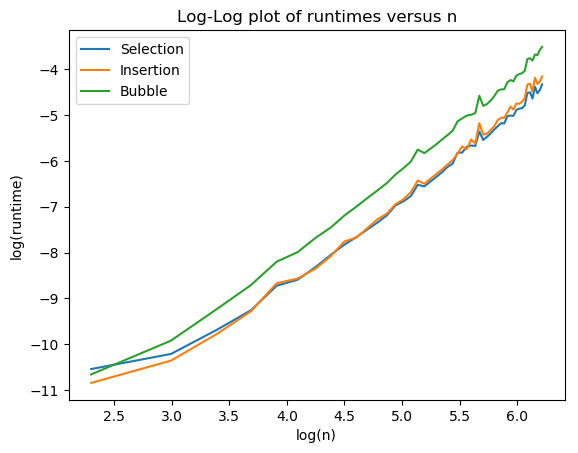 Log-Log plot of runtimes versus n
Selection
Insertion
Bubble
log(runtime)
−4
−5
−6
−7
−8
−9
−10
−11
2.5 3.0 3.5 4.0 4.5 5.0 5.5 6.0
log(n)